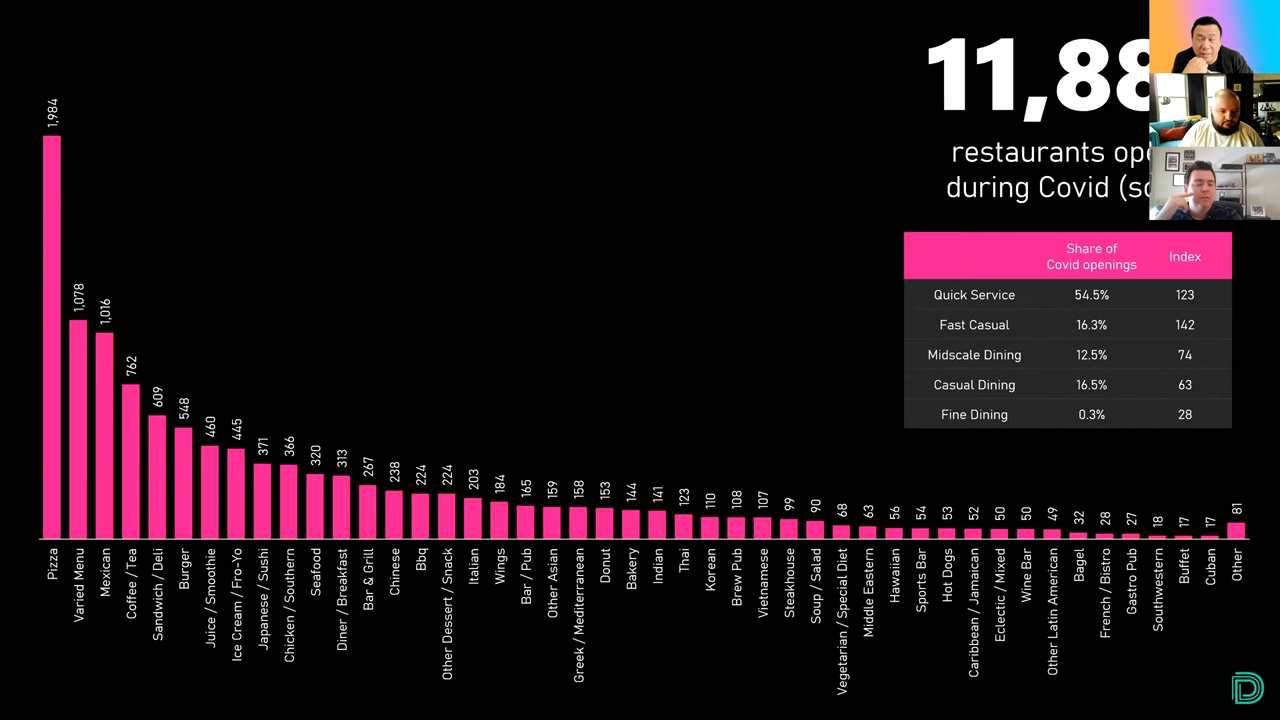 11,88
restaurants
during Covid
Share of
Covid openings
Index
Quick Service 54.5% 123
Fast Casual 16.3% 142
Midscale Dining 12.5% 74
Casual Dining 16.5% 63
Fine Dining 0.3% 28
1,984
1,078
1,016
762
609
548
460
445
371
366
320
313
267
238
224
224
203
184
165
159
158
153
144
141
123
110
108
107
99
90
68
63
56
54
53
52
50
50
49
32
28
27
18
17
17
81
Pizza
Varied Menu
Mexican
Coffee / Tea
Sandwich / Deli
Burger
Juice / Smoothie
Ice Cream / Fro-Yo
Japanese / Sushi
Chicken / Southern
Seafood
Diner / Breakfast
Bar & Grill
Chinese
Bbq
Other Dessert / Snack
Italian
Wings
Bar / Pub
Other Asian
Greek / Mediterranean
Donut
Bakery
Indian
Thai
Korean
Brew Pub
Vietnamese
Steakhouse
Soup / Salad
Vegetarian / Special Diet
Middle Eastern
Hawaiian
Sports Bar
Hot Dogs
Caribbean / Jamaican
Eclectic / Mixed
Wine Bar
Other Latin American
Bagel
French / Bistro
Gastro Pub
Southwestern
Buffet
Cuban
Other